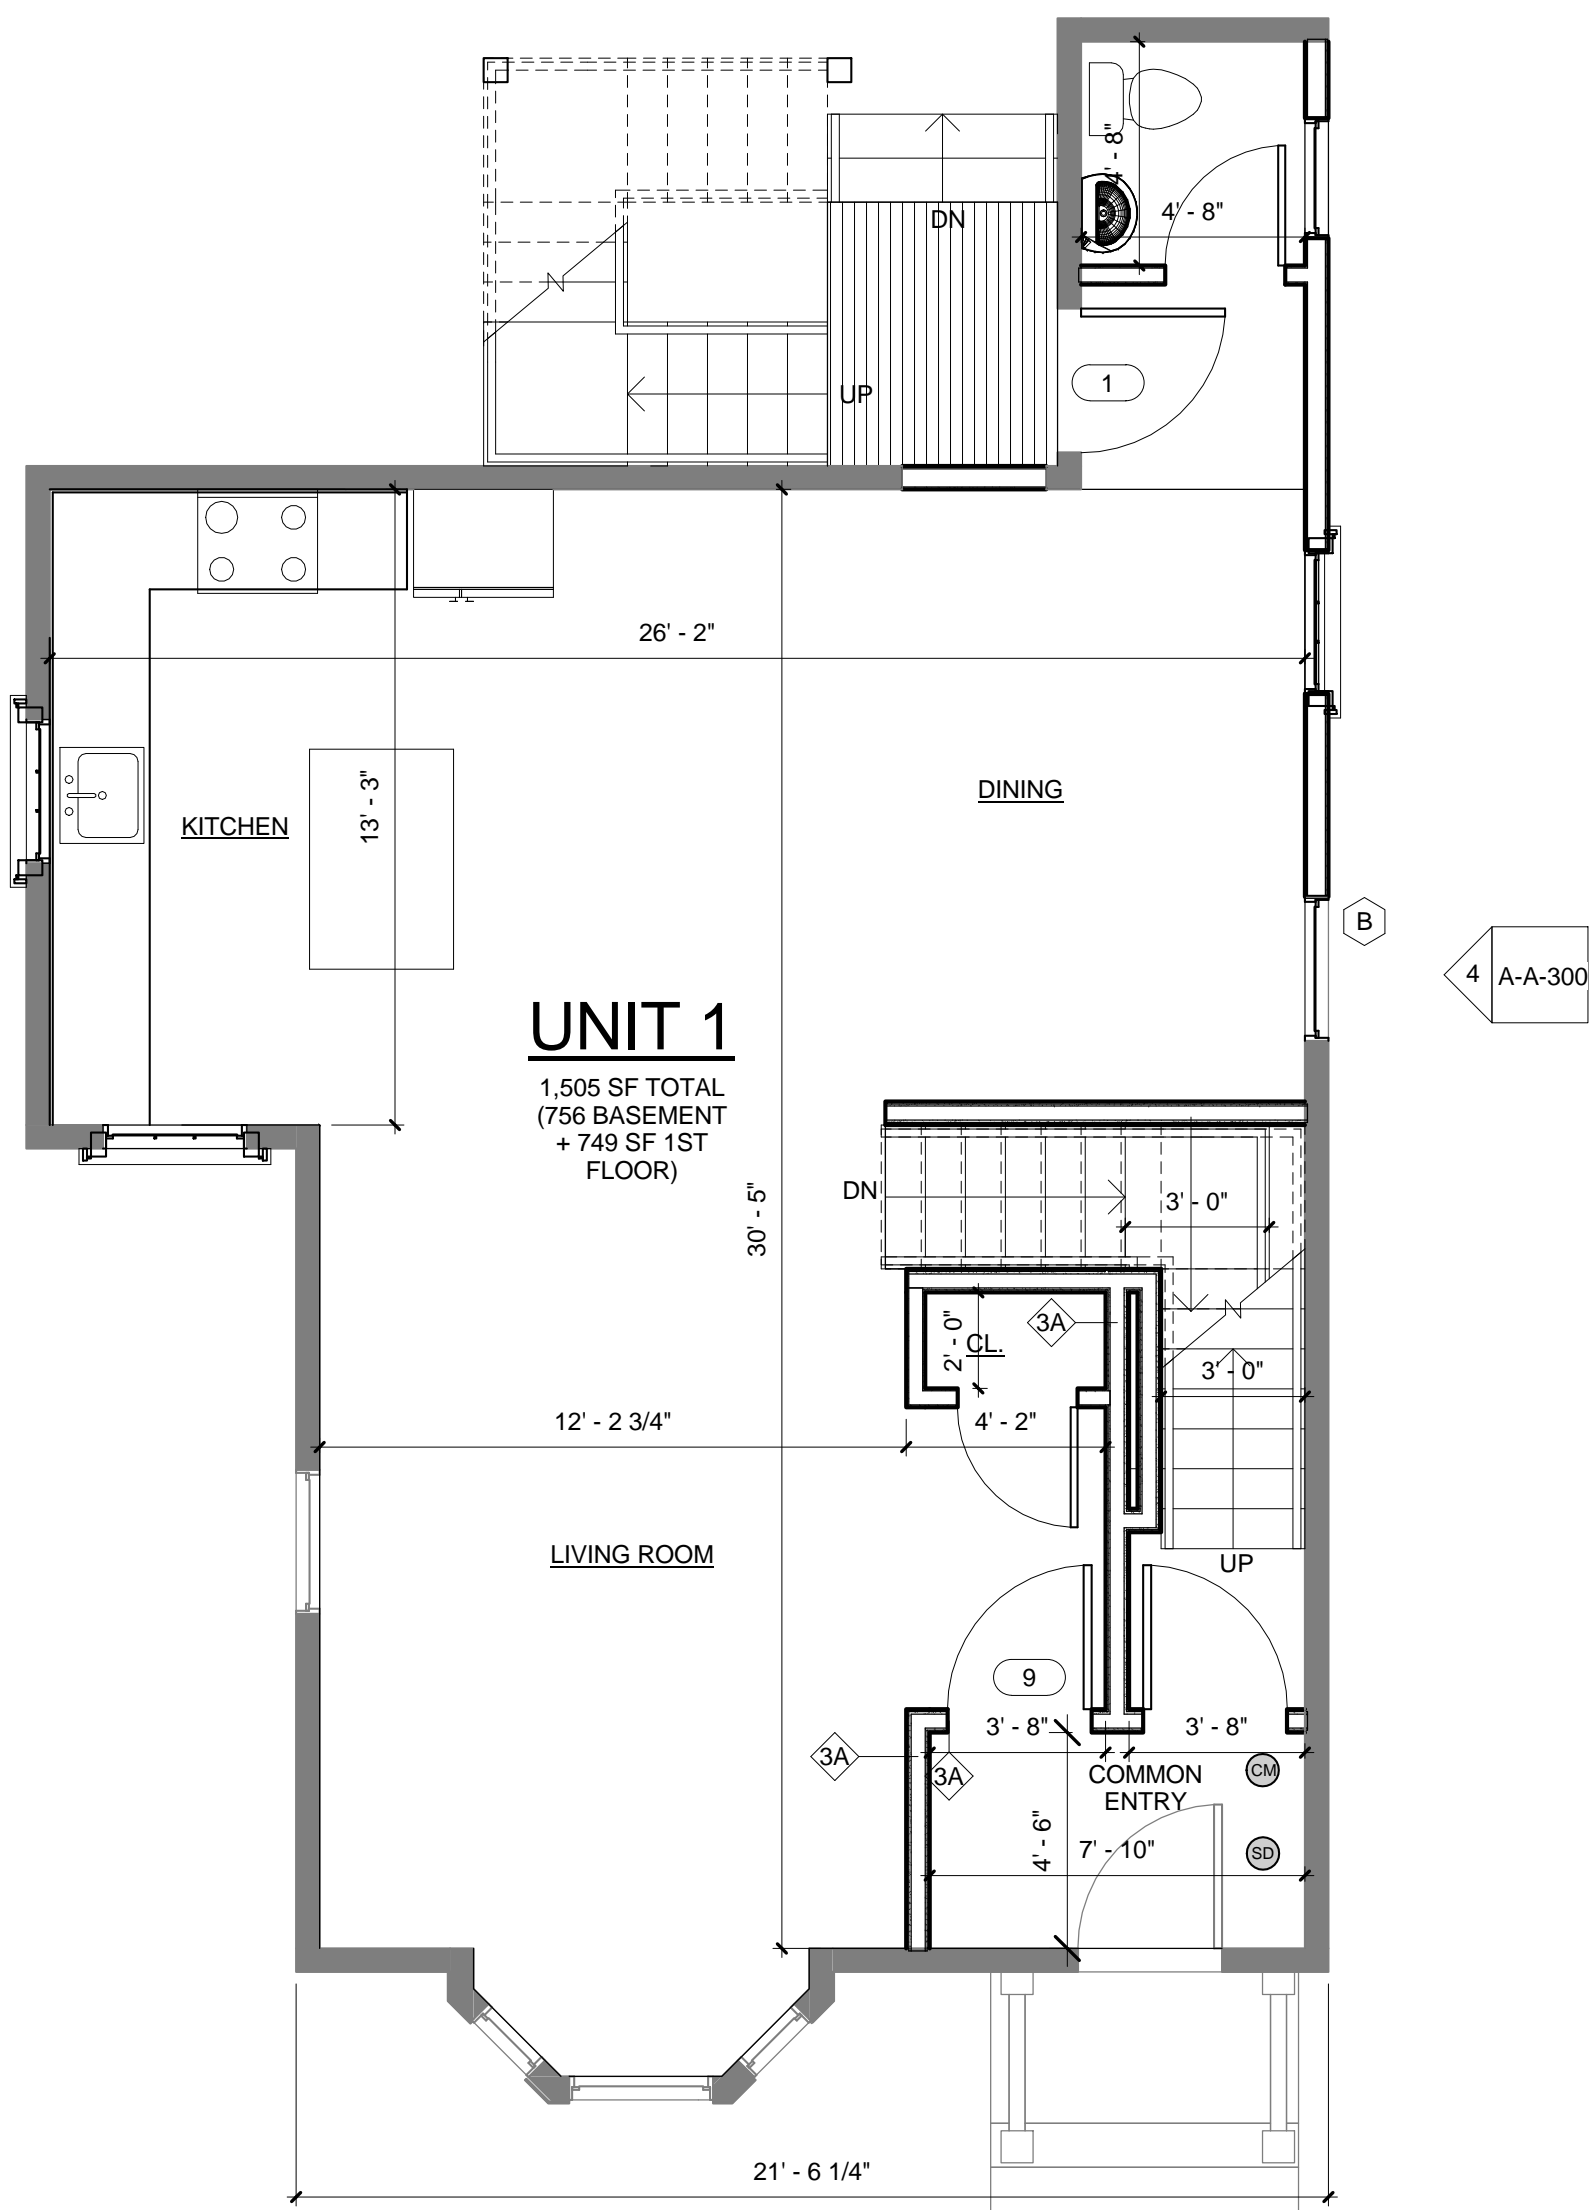 4' - 8"
4' - 8"
DN
1
UP
26' - 2"
13' - 3"
DINING
KITCHEN
B
4
A-A-300
UNIT 1
1,505 SF TOTAL
(756 BASEMENT
+ 749 SF 1ST
FLOOR)
DN
3' - 0"
30' - 5"
2' - 0"
3A
CL.
3' - 0"
12' - 2 3/4"
4' - 2"
LIVING ROOM
UP
9
3' - 8"
3' - 8"
3A
3A
COMMON
ENTRY
CM
4' - 6"
7' - 10"
SD
21' - 6 1/4"